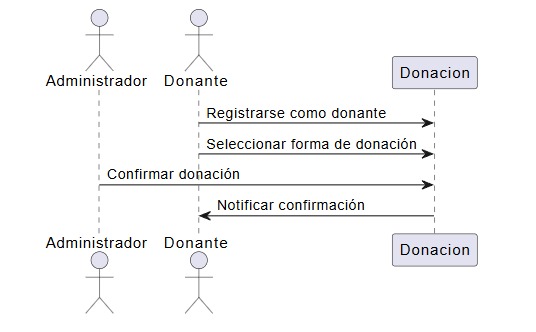 Administrador
Donante
Donacion
Registrarse como donante
Seleccionar forma de donación
Confirmar donación
Notificar confirmación
Administrador
Donante
Donacion